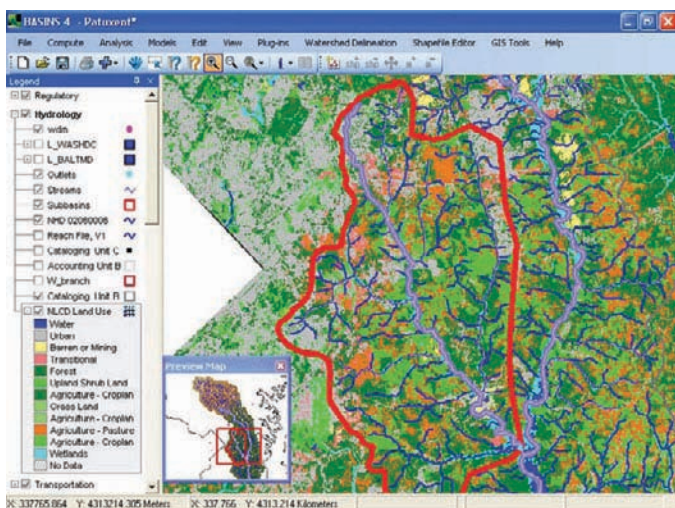 BASINS 4 - Patuxent*
File Compute Analysis Models Edit View Plug-ins Watershed Delineation Shapefile Editor GIS Tools Help
Legend
Regulatory
Hydrology
wdm
L_WASHDC
L_BALTMD
Outlets
Streams
Subbasins
NHD 02060006
Reach File, V1
Cataloging Unit C
Accounting Unit B
W_branch
Cataloging Unit B
NLCD Land Use
Water
Urban
Barren or Mining
Transitional
Forest
Upland Shrub Land
Agriculture - Croplan
Grass Land
Agriculture - Croplan
Agriculture - Pasture
Agriculture - Croplan
Wetlands
No Data
Transportation
Preview Map
X: 337765.864 Y: 4313214.305 Meters X: 337.766 Y: 4313.214 Kilometers